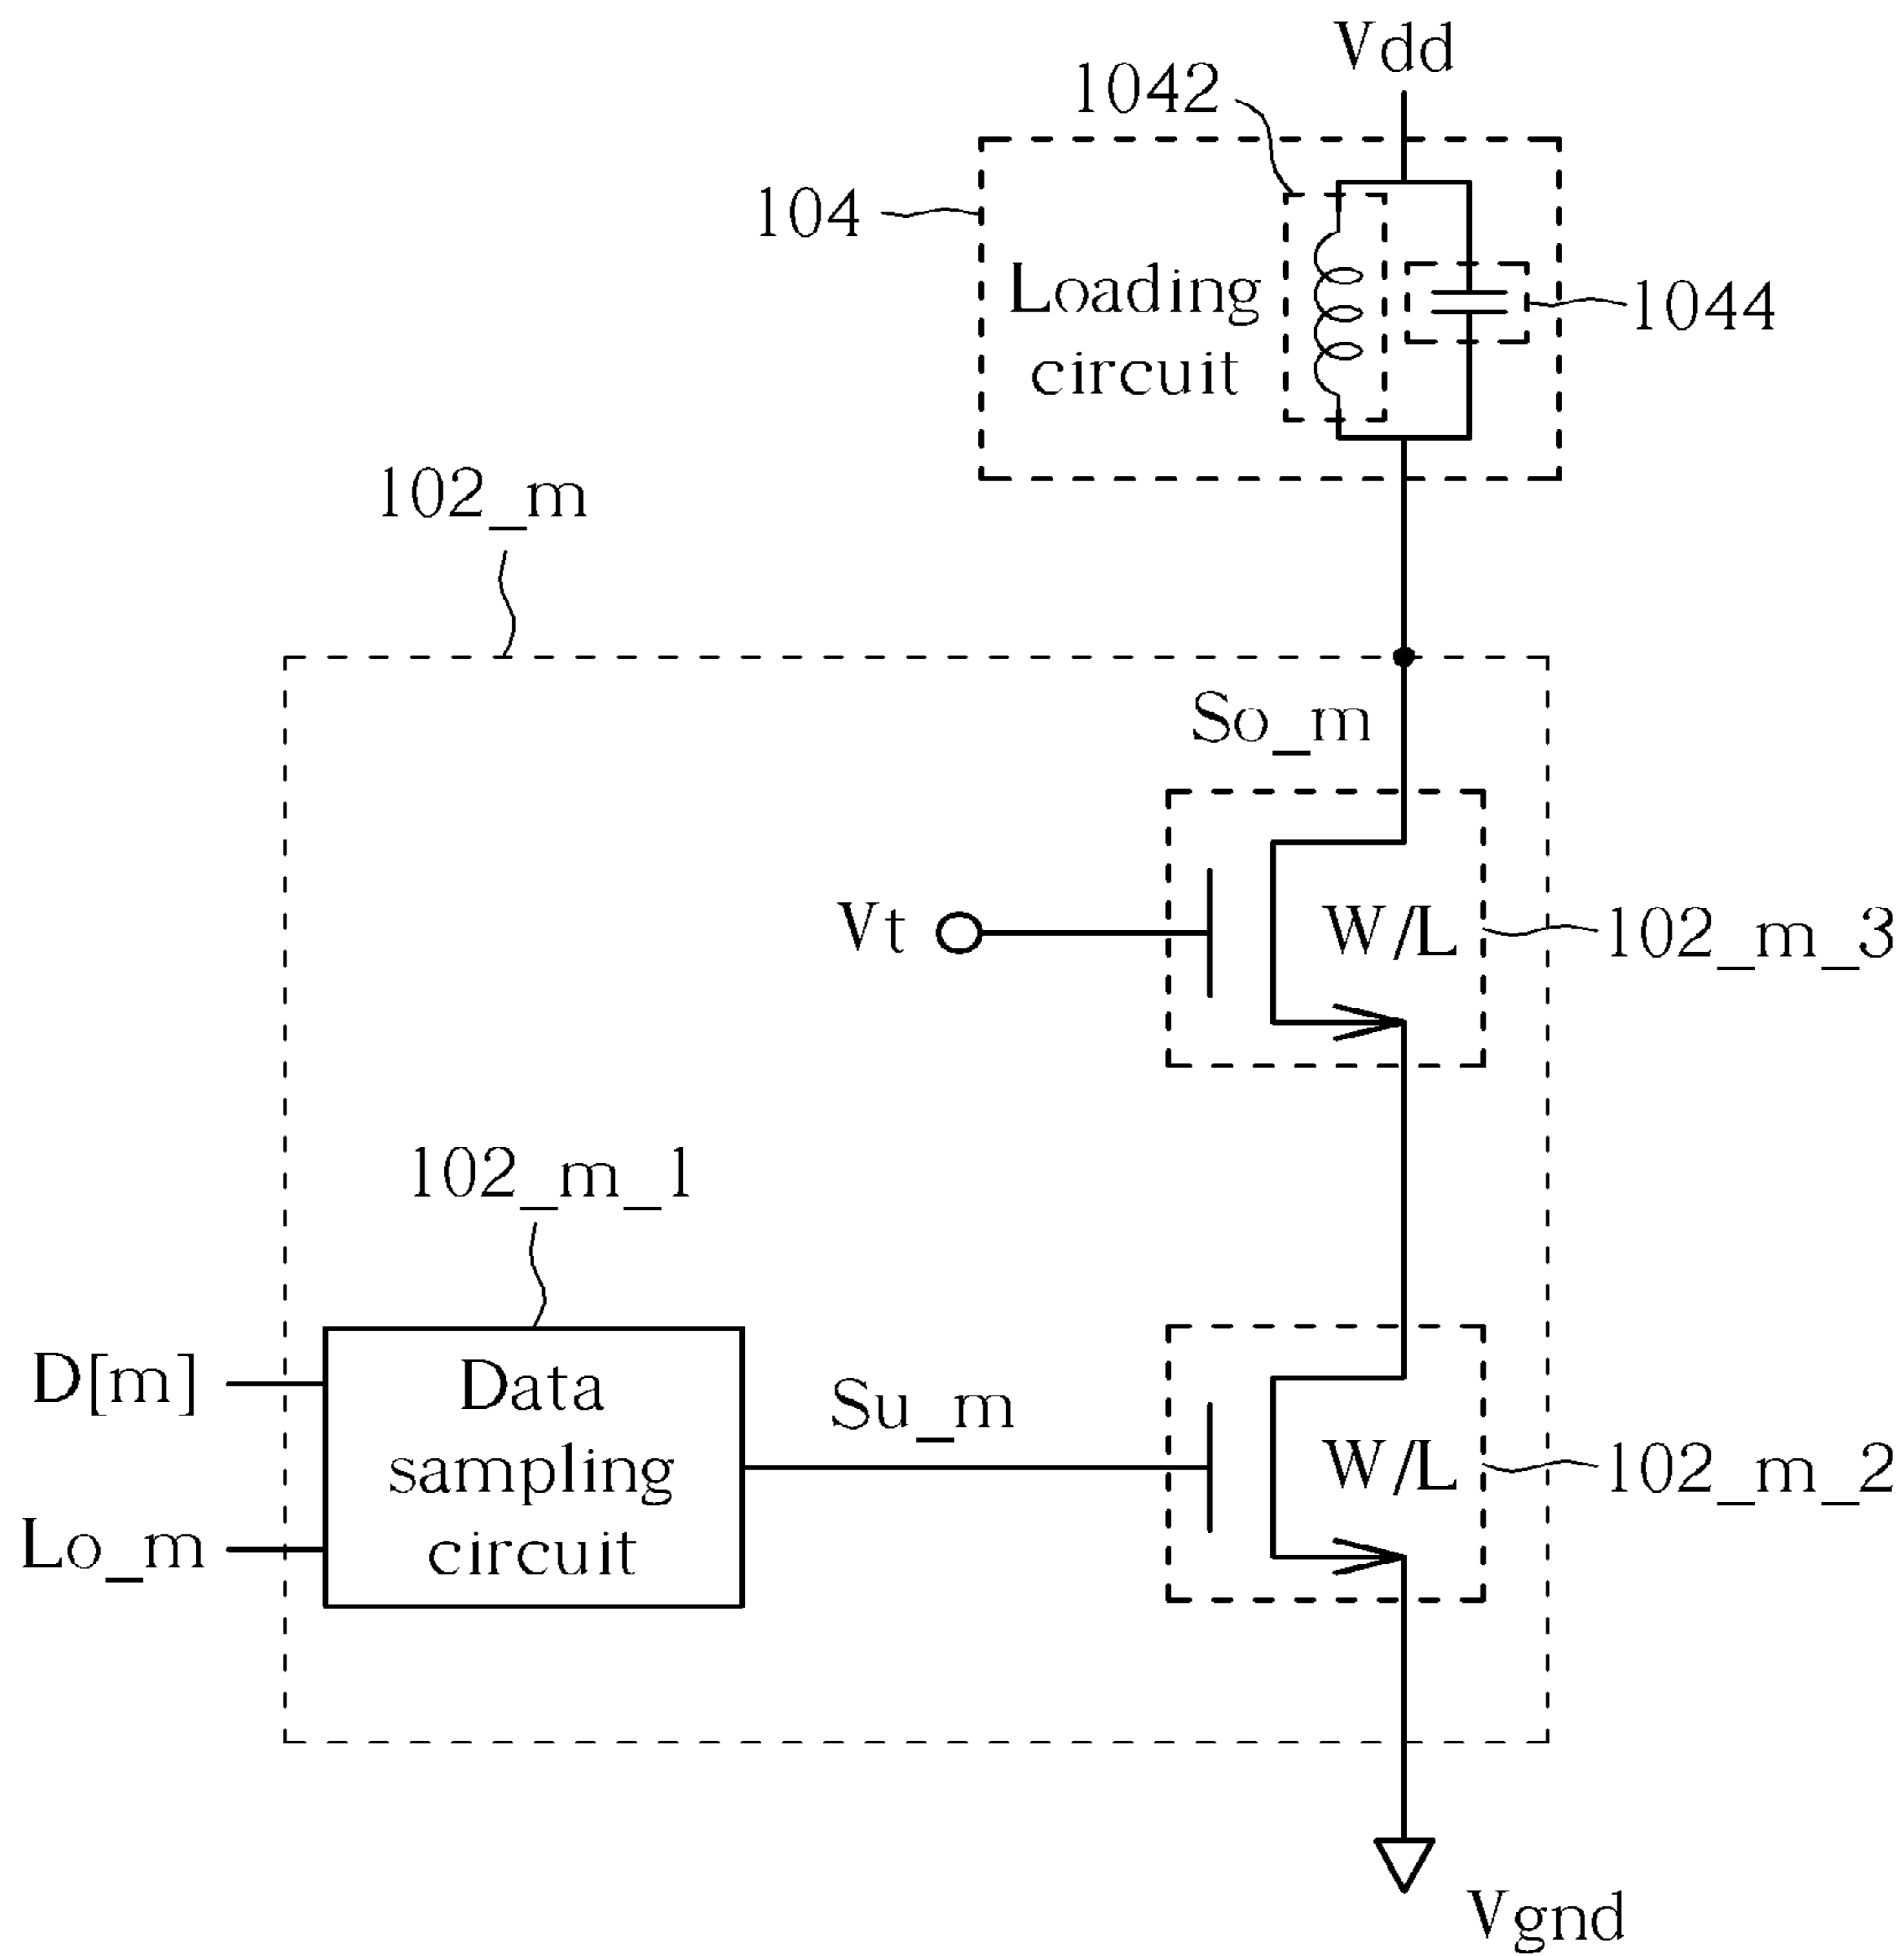 Vdd
1042
104
Loading
circuit
1044
102_m
So_m
Vt
W/L
102_m_3
102_m_1
D[m]
Data
sampling
circuit
Su_m
Lo_m
W/L
102_m_2
Vgnd